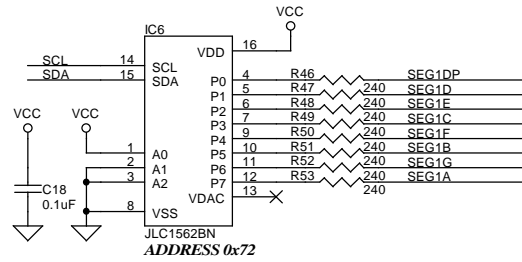 IC6
VCC
VDD 16
SCL 14 SCL
SDA 15 SDA
P0 4 R46 240 SEG1DP
P1 5 R47 240 SEG1D
P2 6 R48 240 SEG1E
P3 7 R49 240 SEG1C
P4 9 R50 240 SEG1F
P5 10 R51 240 SEG1B
P6 11 R52 240 SEG1G
P7 12 R53 240 SEG1A
VDAC 13
VCC VCC
1 A0
2 A1
3 A2
8 VSS
C18
0.1uF
JLC1562BN
ADDRESS 0x72